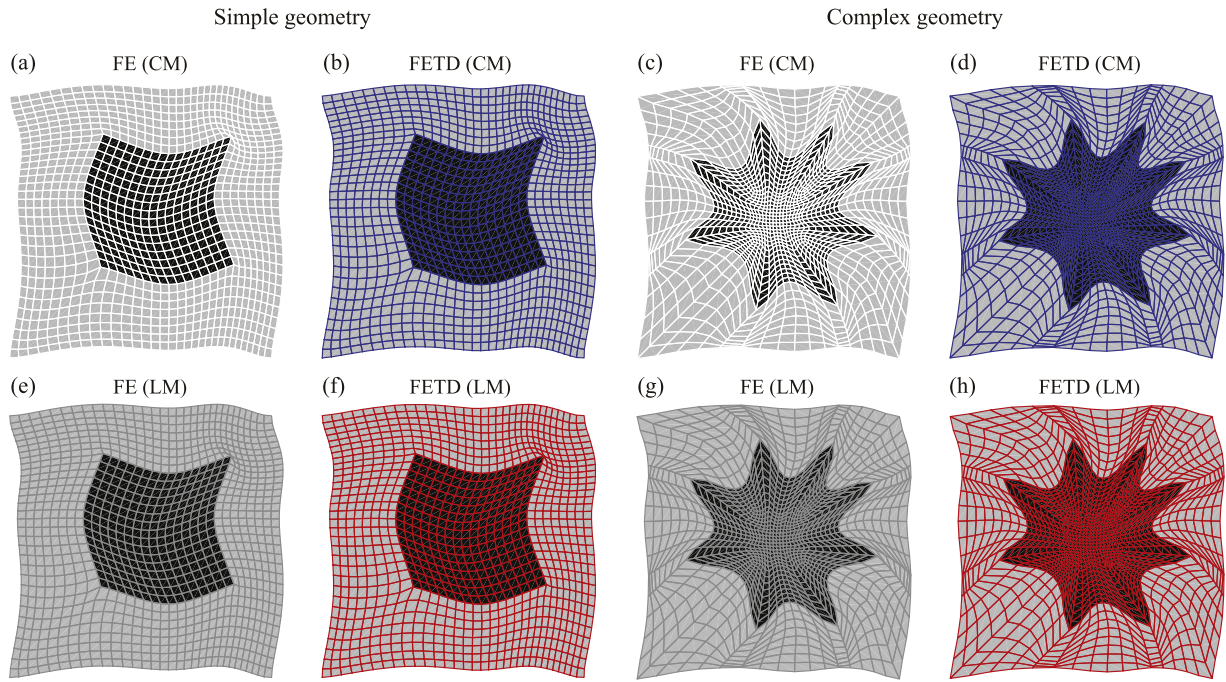 Simple geometry
Complex geometry
(a) FE (CM)
(b) FETD (CM)
(c) FE (CM)
(d) FETD (CM)
(e) FE (LM)
(f) FETD (LM)
(g) FE (LM)
(h) FETD (LM)